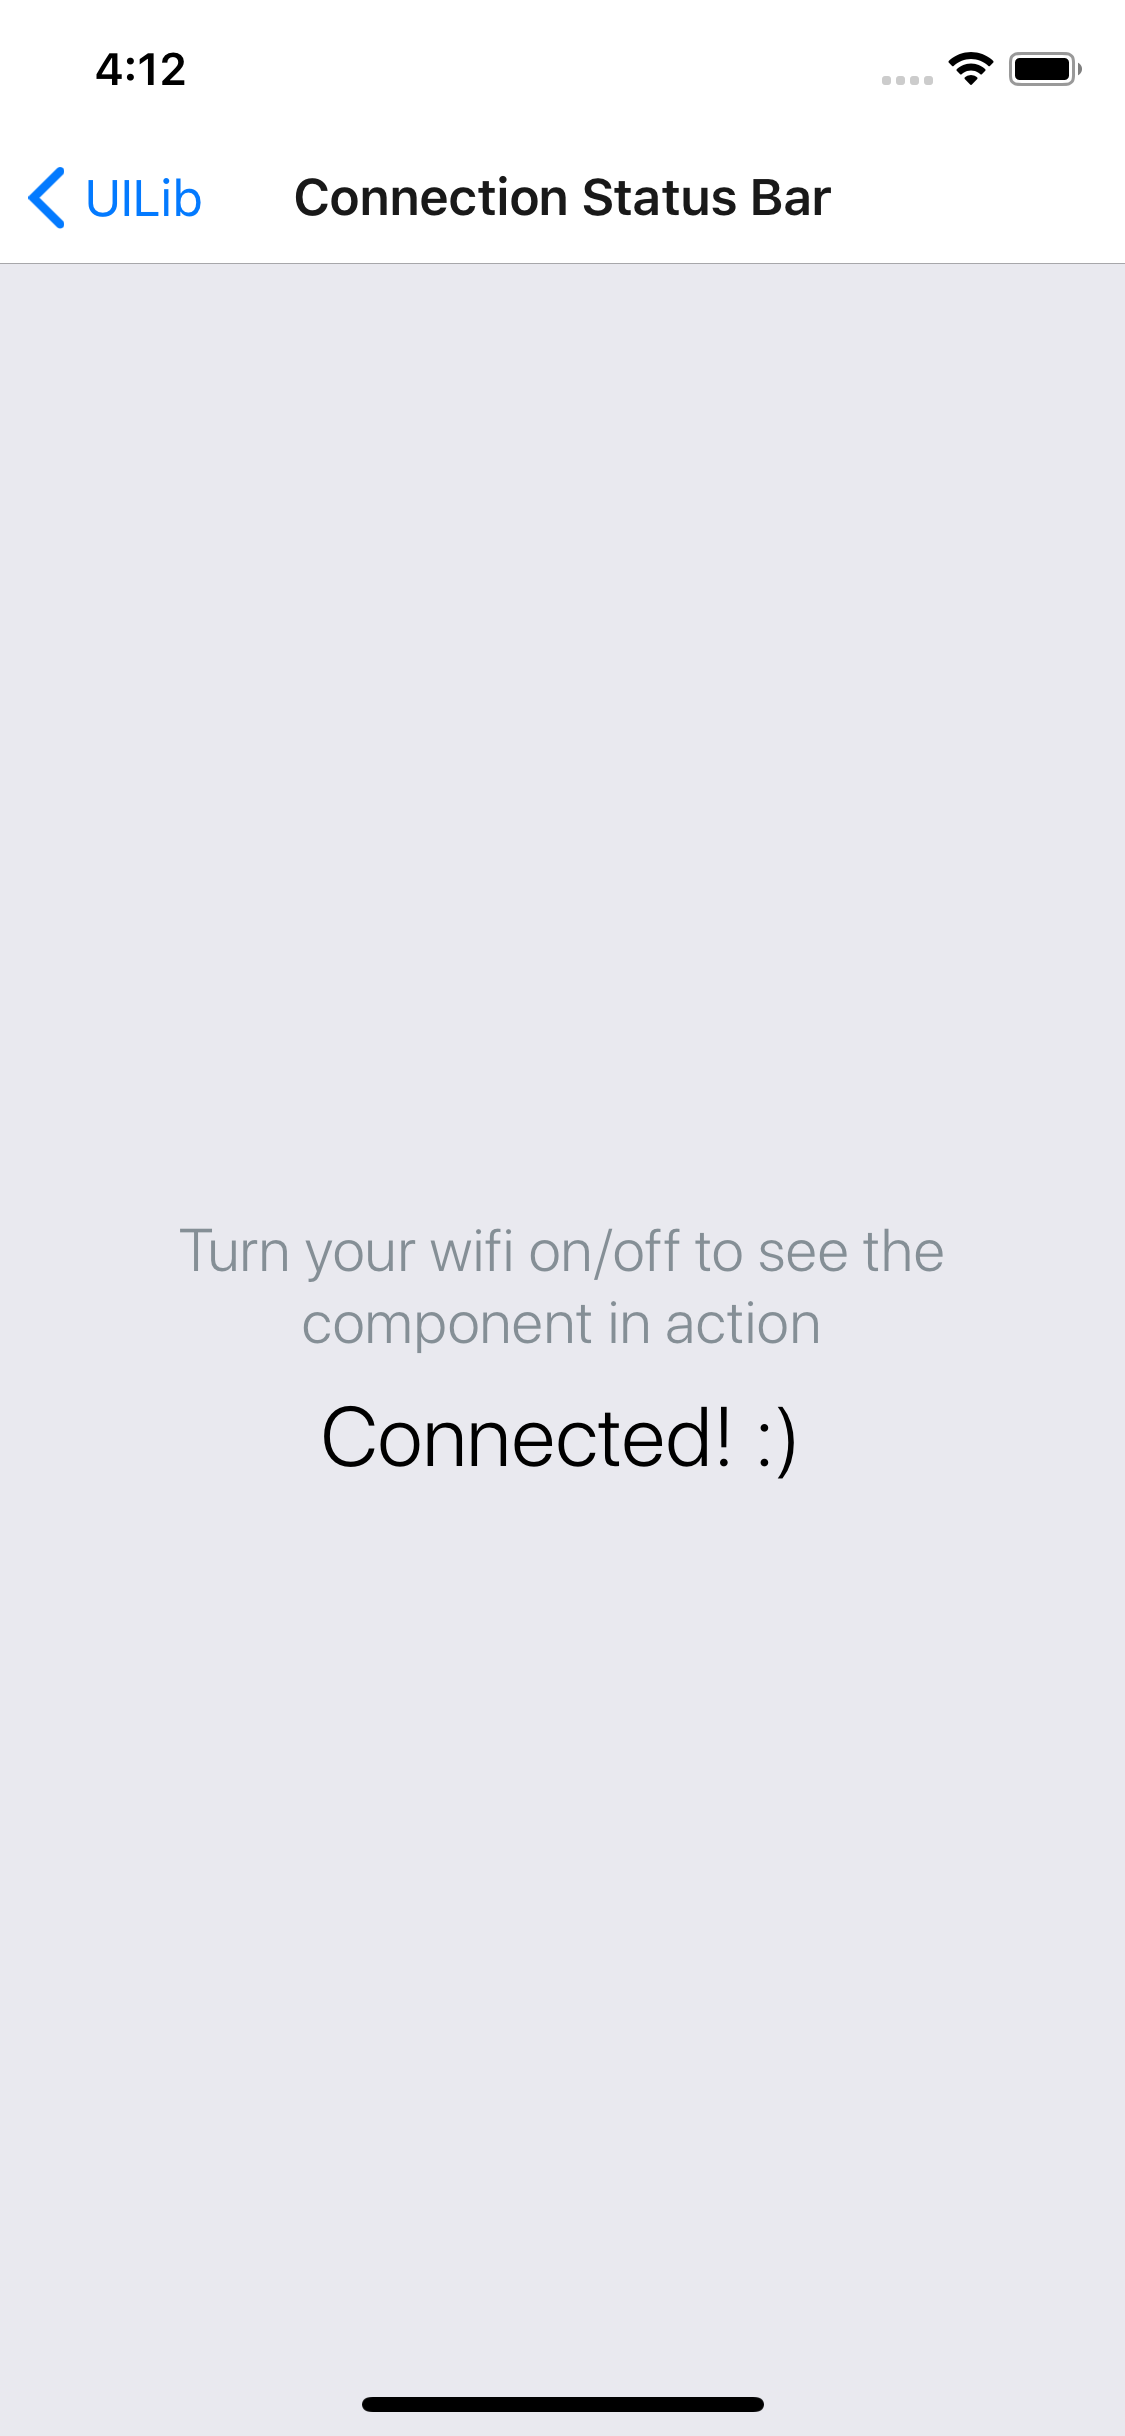 4:12
UILib
Connection Status Bar
Turn your wifi on/off to see the
component in action
Connected! :)